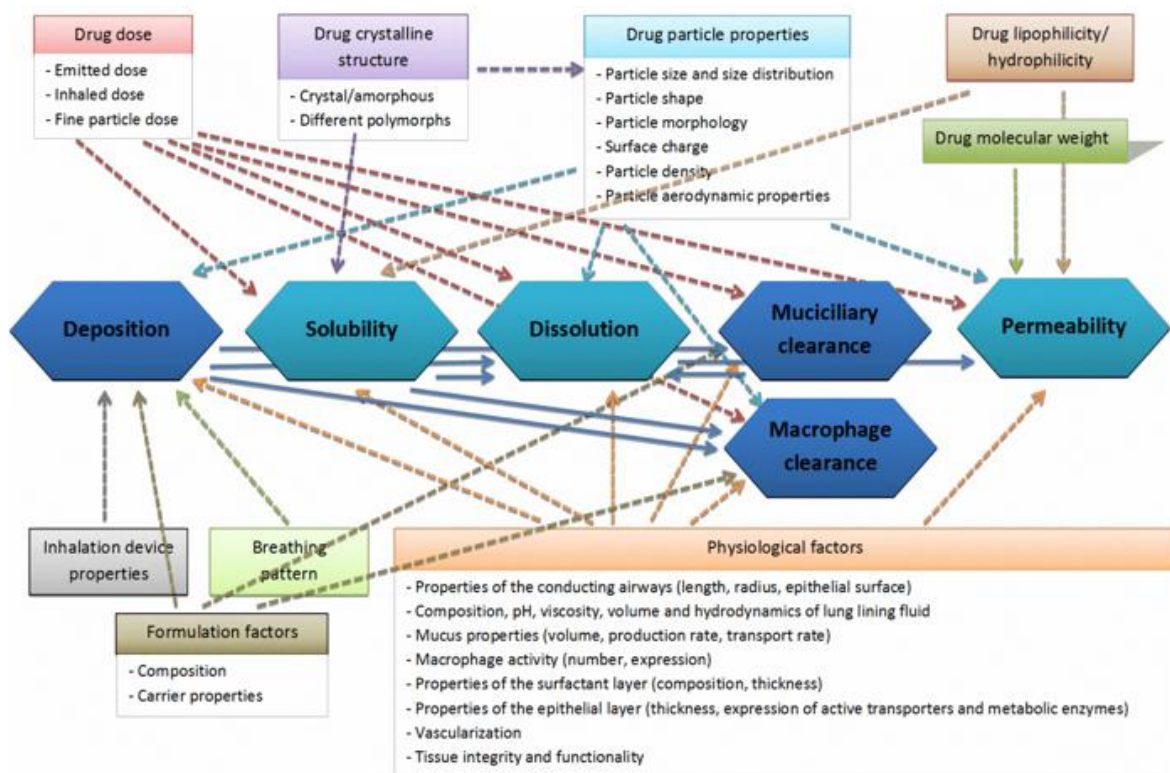 Drug dose
- Emitted dose
- Inhaled dose
- Fine particle dose
Drug crystalline
structure
- Crystal/amorphous
- Different polymorphs
Drug particle properties
- Particle size and size distribution
- Particle shape
- Particle morphology
- Surface charge
- Particle density
- Particle aerodynamic properties
Drug lipophilicity/
hydrophilicity
Drug molecular weight
Deposition
Solubility
Dissolution
Muciciliary
clearance
Permeability
Macrophage
clearance
Inhalation device
properties
Breathing
pattern
Formulation factors
- Composition
- Carrier properties
Physiological factors
- Properties of the conducting airways (length, radius, epithelial surface)
- Composition, pH, viscosity, volume and hydrodynamics of lung lining fluid
- Mucus properties (volume, production rate, transport rate)
- Macrophage activity (number, expression)
- Properties of the surfactant layer (composition, thickness)
- Properties of the epithelial layer (thickness, expression of active transporters and metabolic enzymes)
- Vascularization
- Tissue integrity and functionality